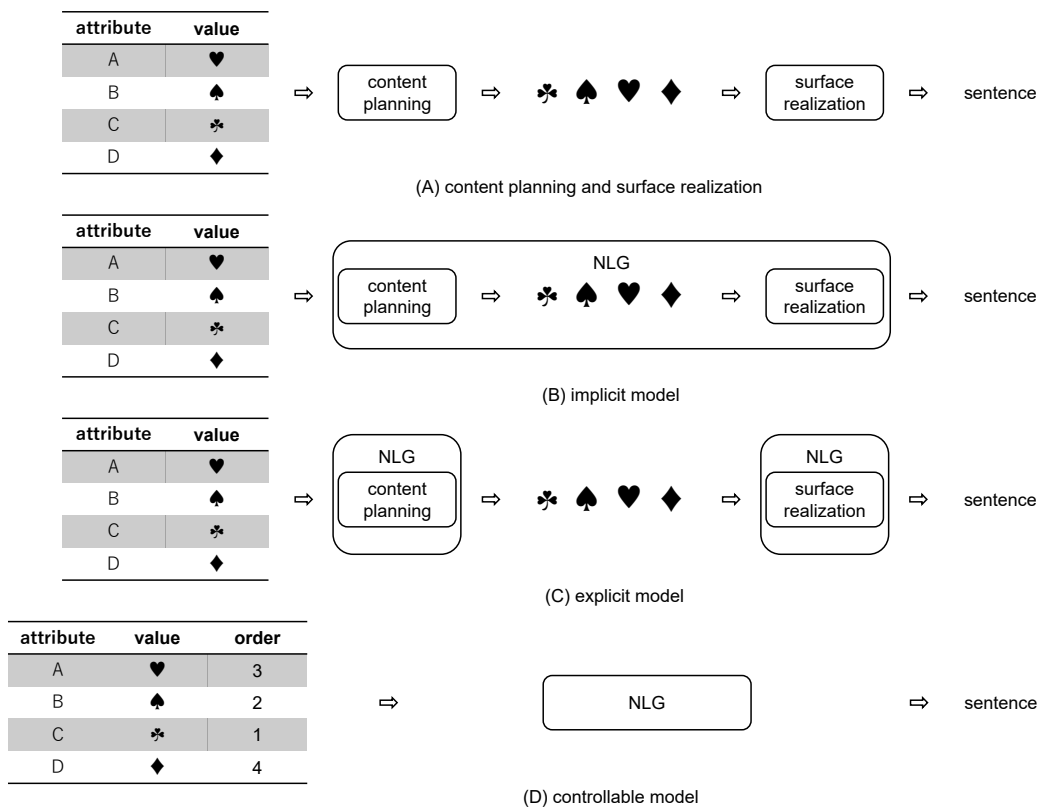 attribute value
A ♥
B ♠
C ♣
D ♦
⇨ content planning ⇨ ♣ ♠ ♥ ♦ ⇨ surface realization ⇨ sentence
(A) content planning and surface realization
attribute value
A ♥
B ♠
C ♣
D ♦
NLG
⇨ content planning ⇨ ♣ ♠ ♥ ♦ ⇨ surface realization ⇨ sentence
(B) implicit model
attribute value
A ♥
B ♠
C ♣
D ♦
NLG NLG
⇨ content planning ⇨ ♣ ♠ ♥ ♦ ⇨ surface realization ⇨ sentence
(C) explicit model
attribute value order
A ♥ 3
B ♠ 2
C ♣ 1
D ♦ 4
⇨ NLG ⇨ sentence
(D) controllable model